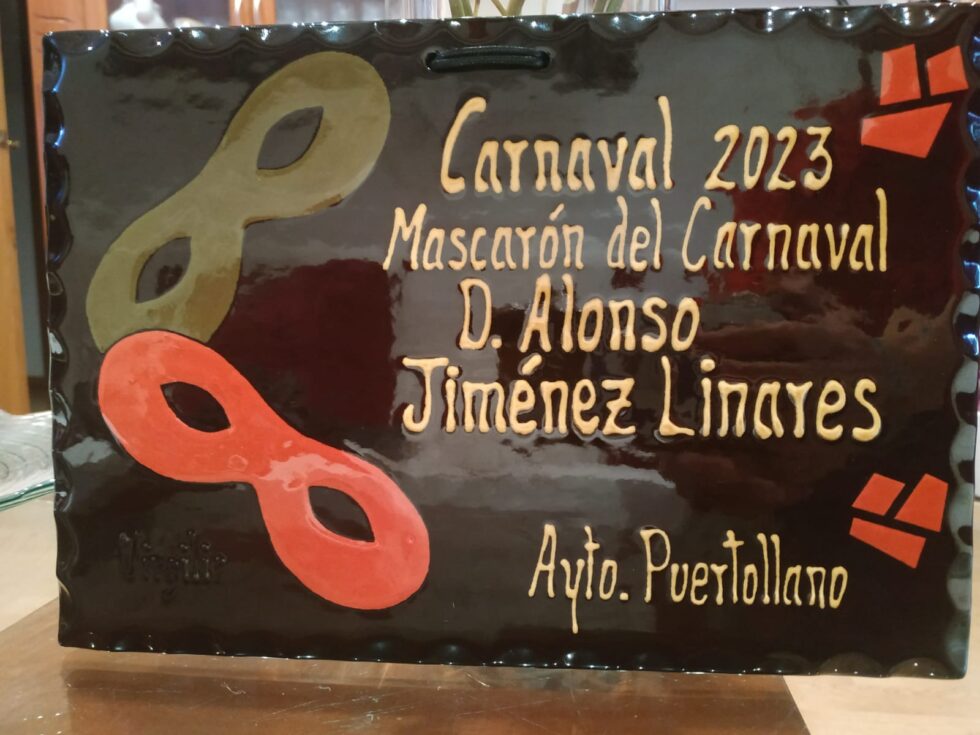 Carnaval 2023
Mascarón del Carnaval
D. Alonso
Jiménez Linares
Ayto. Puertollano